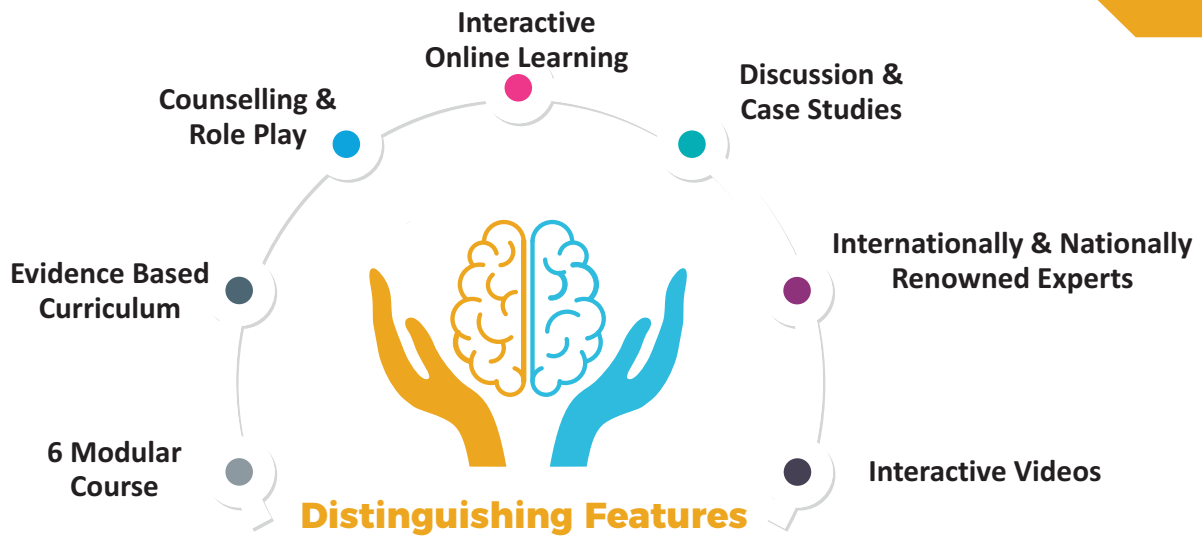 Interactive
Online Learning
Counselling &
Role Play
Discussion &
Case Studies
Evidence Based
Curriculum
Internationally & Nationally
Renowned Experts
6 Modular
Course
Interactive Videos
Distinguishing Features